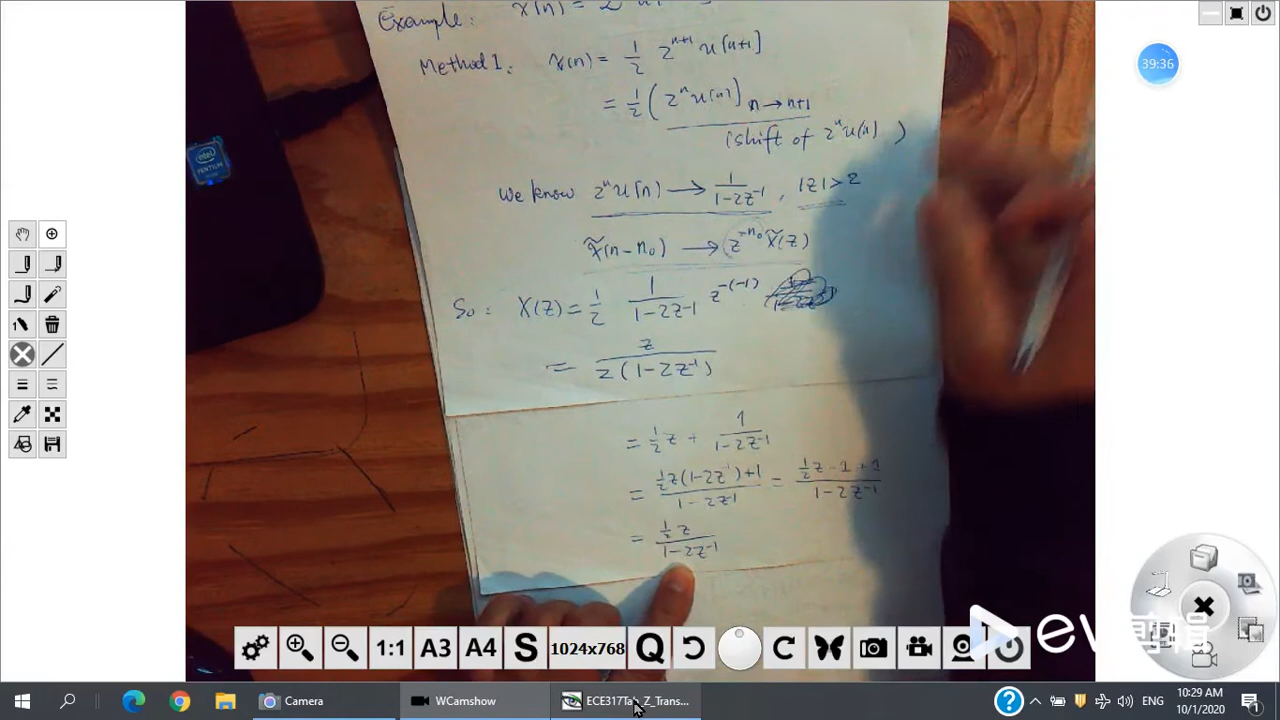 Example: x(n) = 2
39:36
Method 1: x(n) = 1/2 2^{n+1} u[n+1]
= 1/2 (2^n u(n)] n→n+1
(shift of 2^n u(n) )
intel
PENTIUM
We know 2^n u(n) → 1/(1-2z^{-1}) , |z|>2
x̃(n-n₀) → z^{-n₀} X̃(z)
So: X(z) = 1/2 1/(1-2z-1) z^{-(-1)}
= z/(2(1-2z^{-1}))
= 1/2 z + 1/(1-2z^{-1})
= (1/2 z(1-2z^{-1})+1)/(1-2z^{-1}) = (1/2 z-1+1)/(1-2z^{-1})
= (1/2 z)/(1-2z^{-1})
1:1 A3 A4 S 1024x768 Q
Camera WCamshow ECE317Tab_Z_Trans... ENG 10:29 AM
10/1/2020